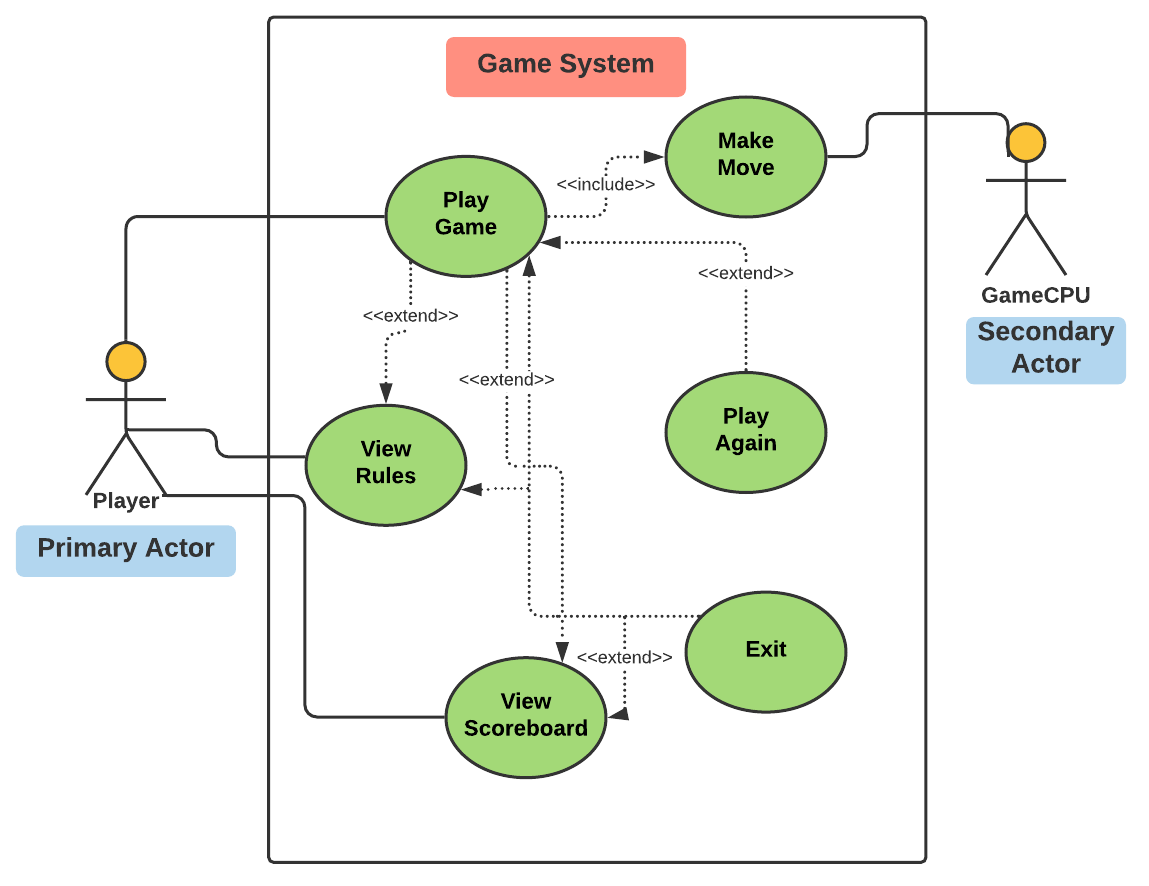 Game System
Make
Move
Play
Game
<<include>>
<<extend>>
GameCPU
Secondary
Actor
<<extend>>
<<extend>>
Play
Again
View
Rules
Player
Primary Actor
Exit
<<extend>>
View
Scoreboard